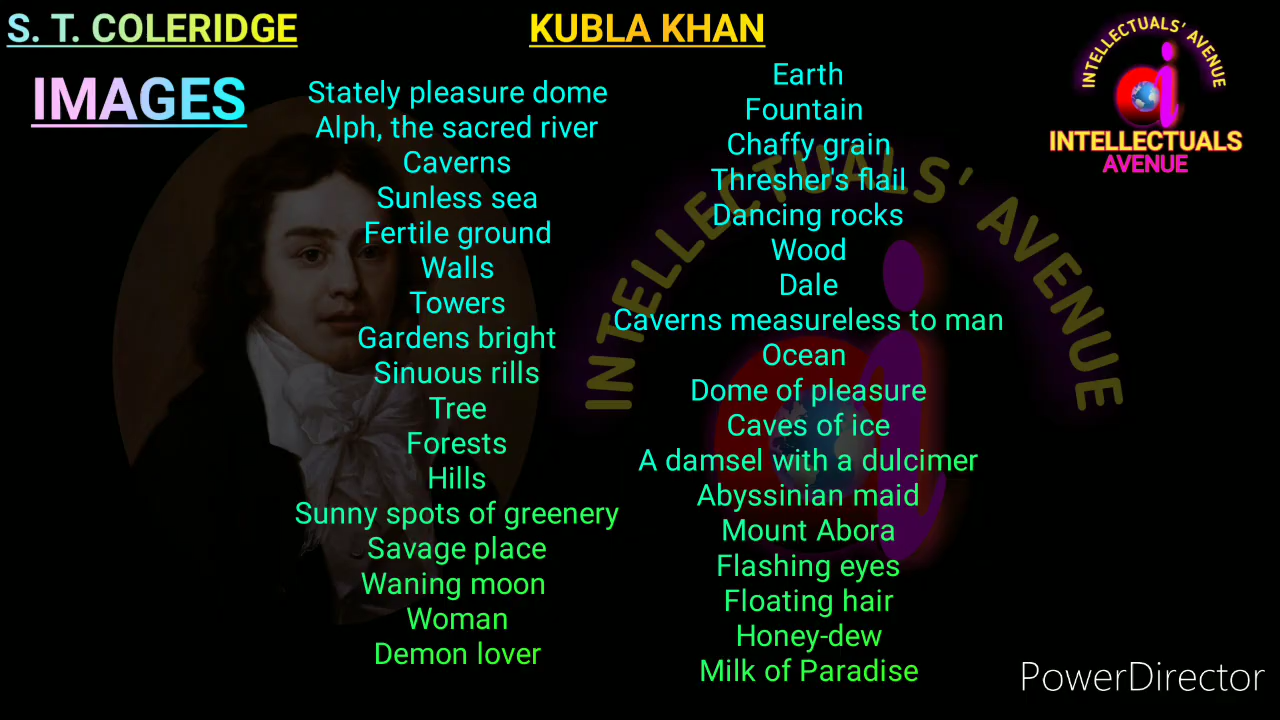 S. T. COLERIDGE
KUBLA KHAN
INTELLECTUALS' AVENUE
i
INTELLECTUALS
AVENUE
IMAGES
Stately pleasure dome
Alph, the sacred river
Caverns
Sunless sea
Fertile ground
Walls
Towers
Gardens bright
Sinuous rills
Tree
Forests
Hills
Sunny spots of greenery
Savage place
Waning moon
Woman
Demon lover
Earth
Fountain
Chaffy grain
Thresher's flail
Dancing rocks
Wood
Dale
Caverns measureless to man
Ocean
Dome of pleasure
Caves of ice
A damsel with a dulcimer
Abyssinian maid
Mount Abora
Flashing eyes
Floating hair
Honey-dew
Milk of Paradise
INTELLECTUALS' AVENUE
i
PowerDirector